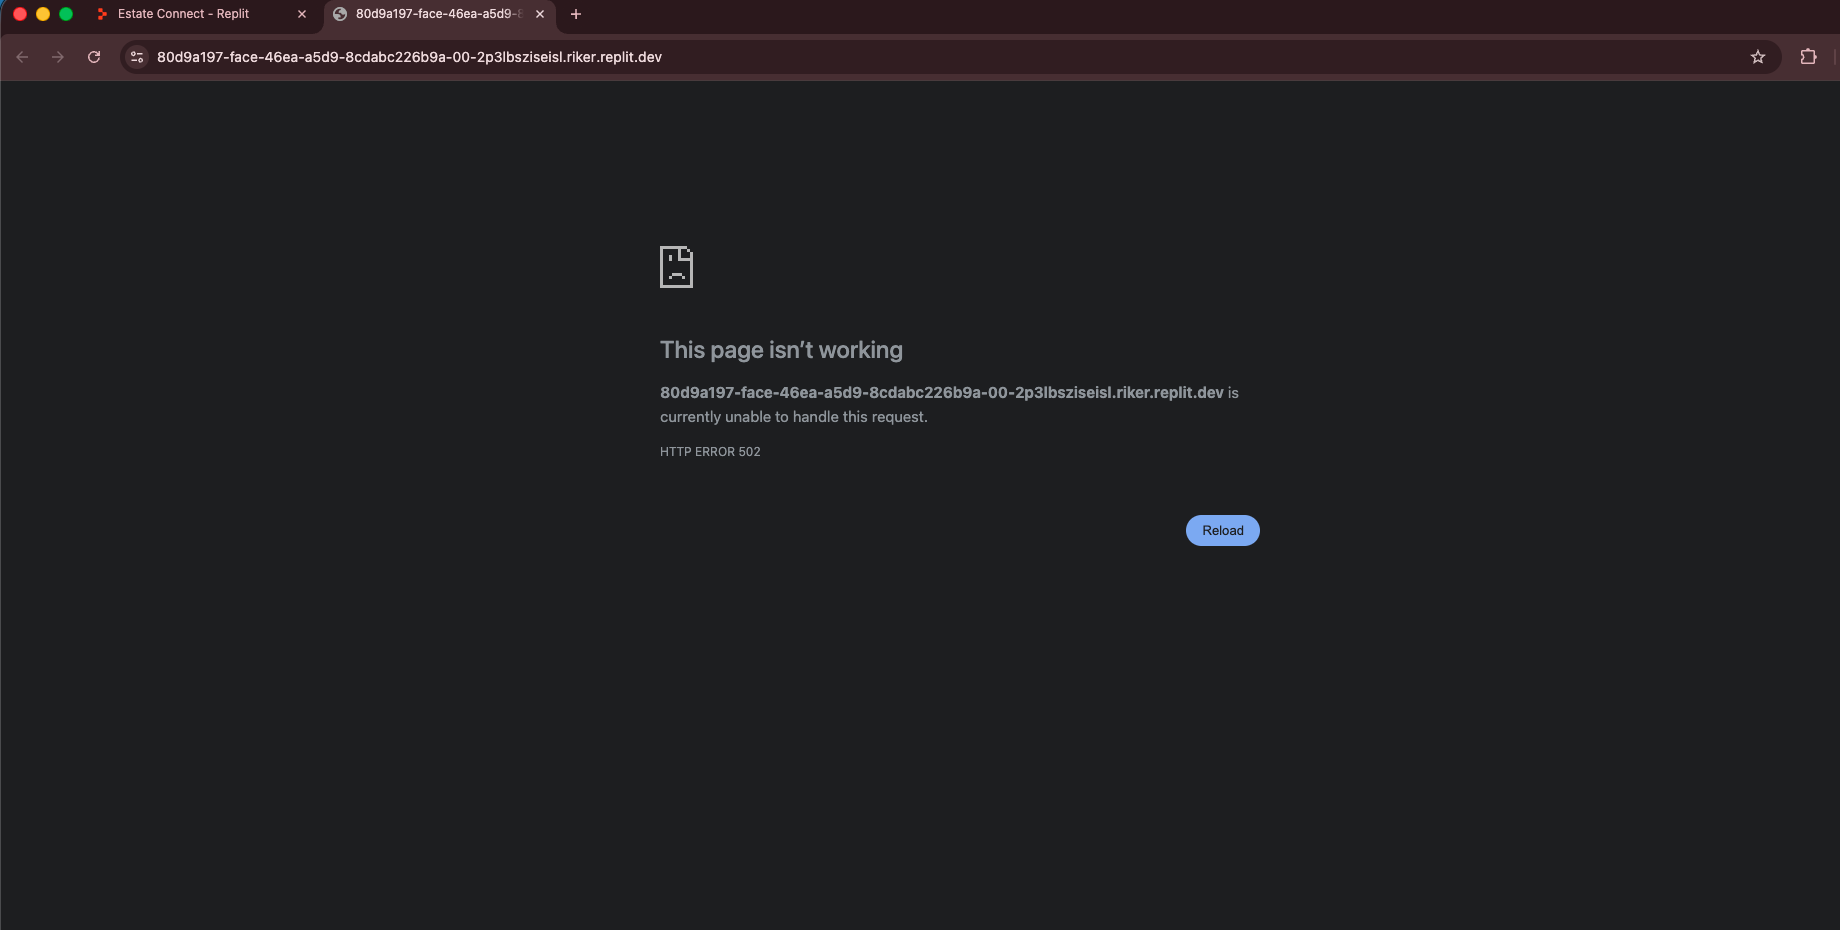 Estate Connect - Replit
80d9a197-face-46ea-a5d9-8
80d9a197-face-46ea-a5d9-8cdabc226b9a-00-2p3lbsziseisl.riker.replit.dev
This page isn’t working
80d9a197-face-46ea-a5d9-8cdabc226b9a-00-2p3lbsziseisl.riker.replit.dev is
currently unable to handle this request.
HTTP ERROR 502
Reload